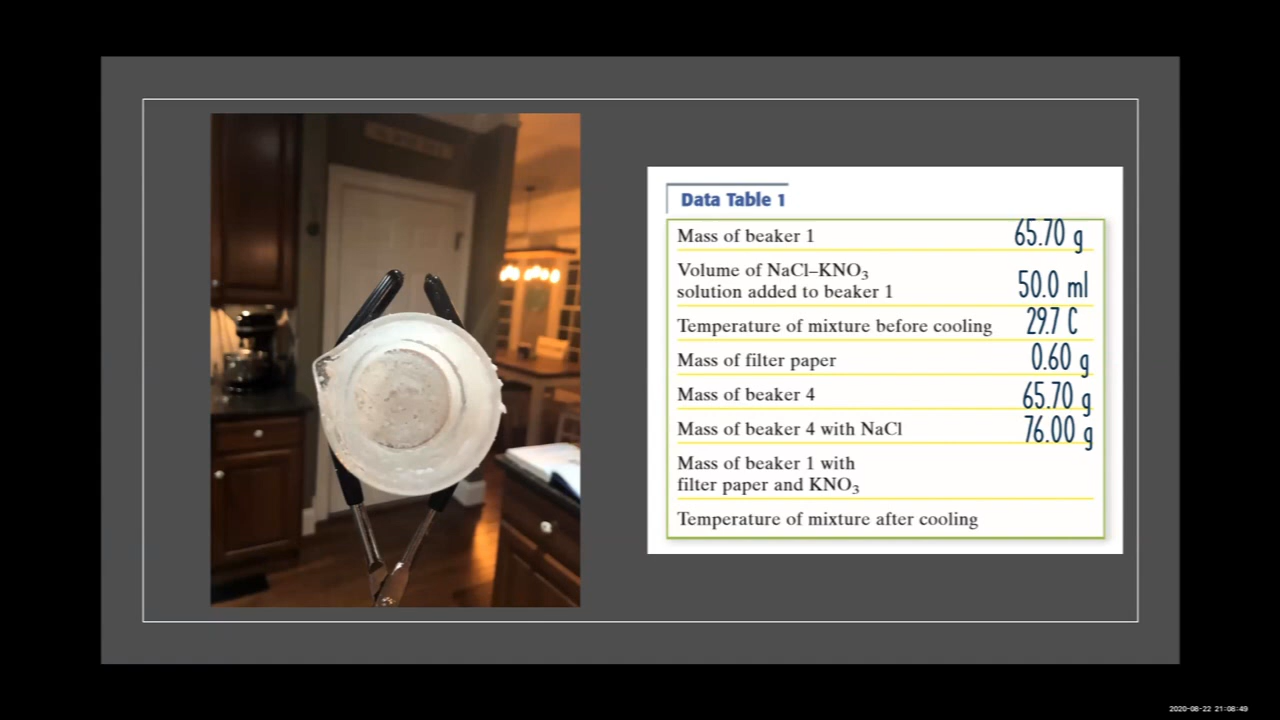 Data Table 1
Mass of beaker 1 65.70 g
Volume of NaCl–KNO₃
solution added to beaker 1 50.0 ml
Temperature of mixture before cooling 29.7 C
Mass of filter paper 0.60 g
Mass of beaker 4 65.70 g
Mass of beaker 4 with NaCl 76.00 g
Mass of beaker 1 with
filter paper and KNO₃
Temperature of mixture after cooling
2020-08-22 21:08:49